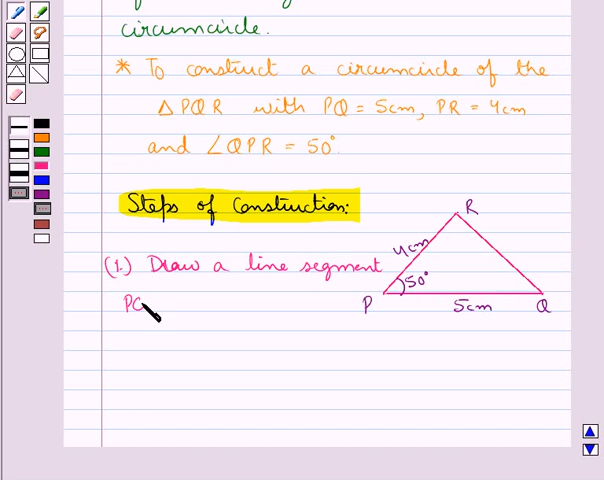 circumcircle.
* To construct a circumcircle of the
△ PQR with PQ = 5cm, PR = 4cm
and ∠QPR = 50°.
Steps of Construction:
(1.) Draw a line segment
R
4cm
50°
P
5cm
Q